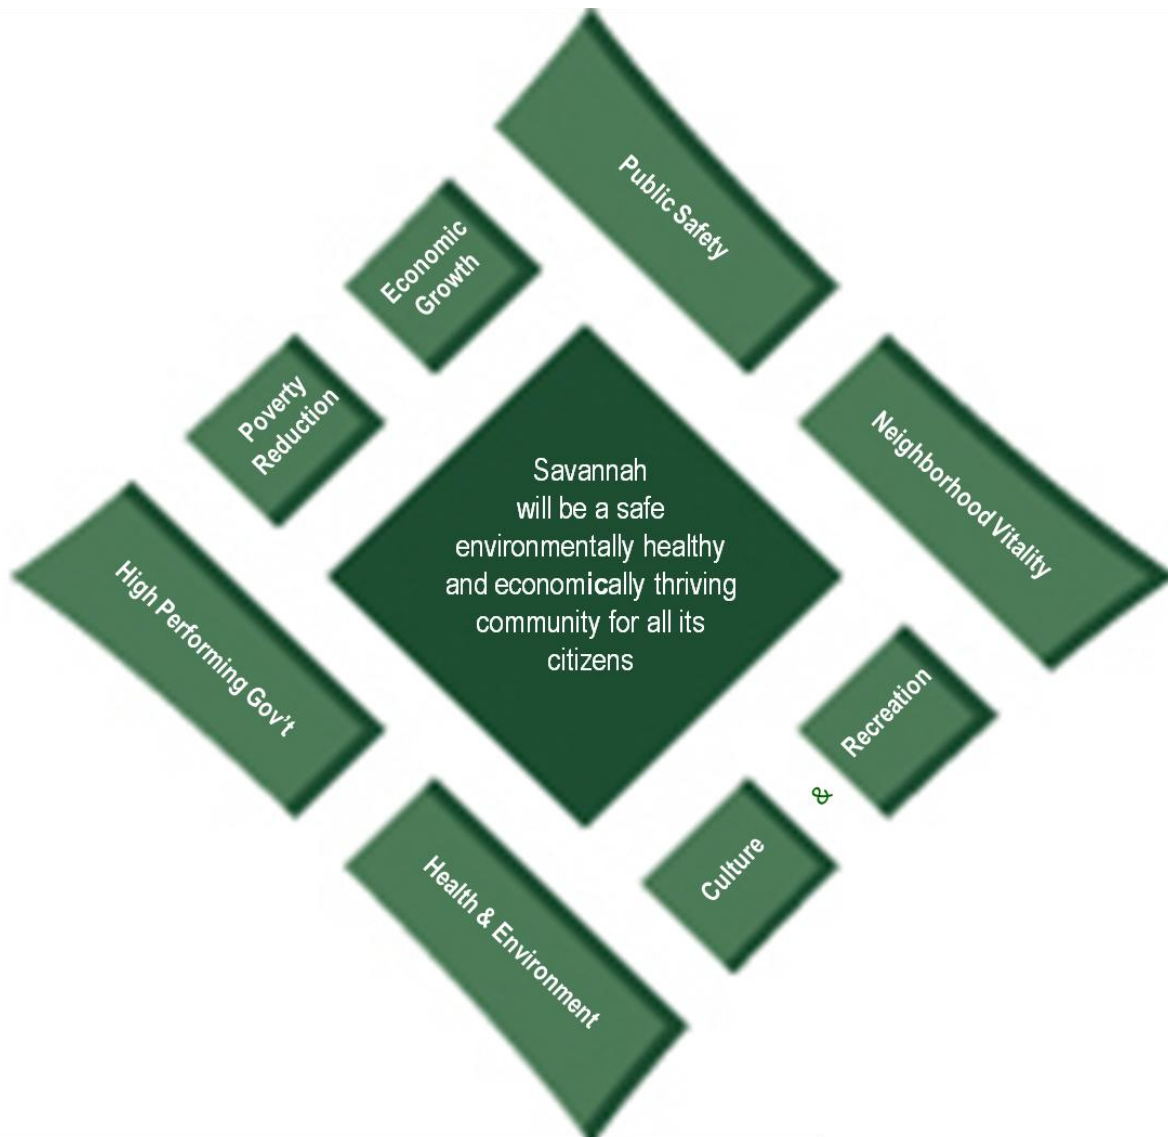 Public Safety
Economic
Growth
Poverty
Reduction
Neighborhood Vitality
Savannah
will be a safe
environmentally healthy
and economically thriving
community for all its
citizens
High Performing Gov't
Recreation
&
Culture
Health & Environment